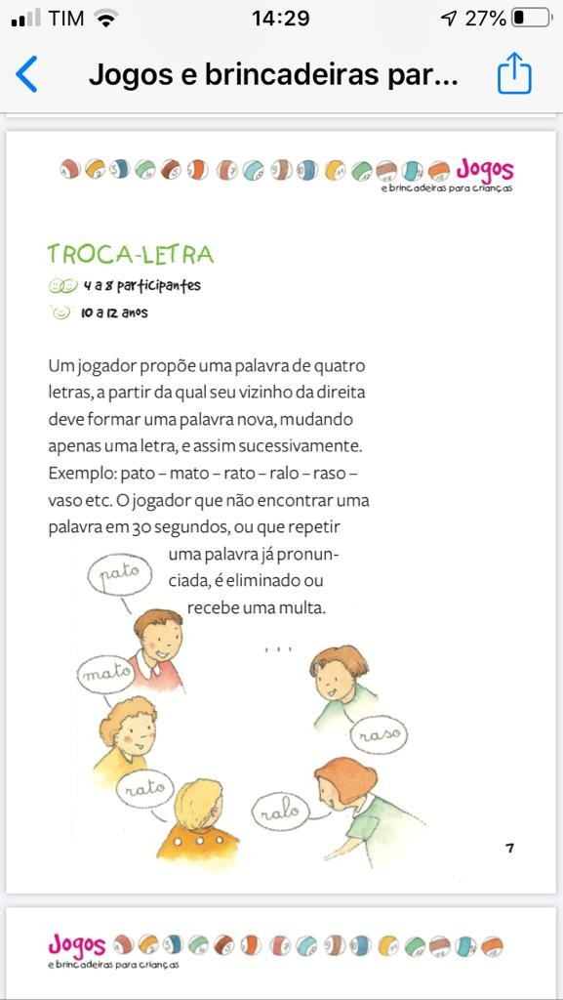 TIM 14:29 27%
Jogos e brincadeiras par...
Jogos
e brincadeiras para crianças
TROCA-LETRA
4 a 8 participantes
10 a 12 anos
Um jogador propõe uma palavra de quatro
letras, a partir da qual seu vizinho da direita
deve formar uma palavra nova, mudando
apenas uma letra, e assim sucessivamente.
Exemplo: pato – mato – rato – ralo – raso –
vaso etc. O jogador que não encontrar uma
palavra em 30 segundos, ou que repetir
uma palavra já pronun-
ciada, é eliminado ou
recebe uma multa.
pato
...
mato
raso
rato
ralo
7
Jogos
e brincadeiras para crianças